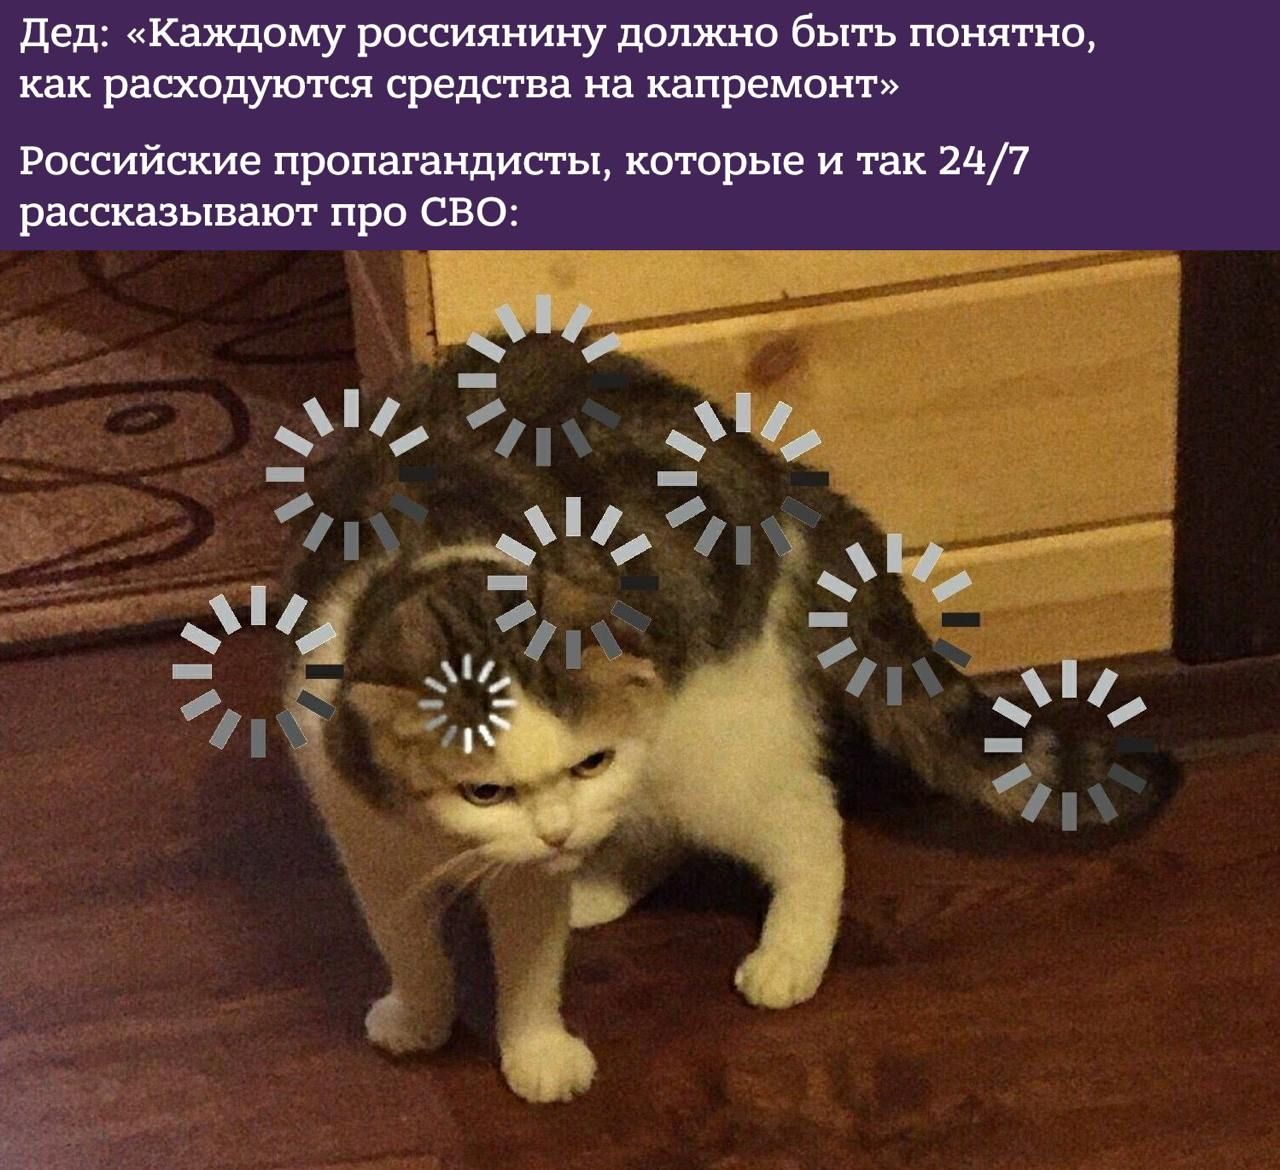 Дед: «Каждому россиянину должно быть понятно,
как расходуются средства на капремонт»
Российские пропагандисты, которые и так 24/7
рассказывают про СВО: